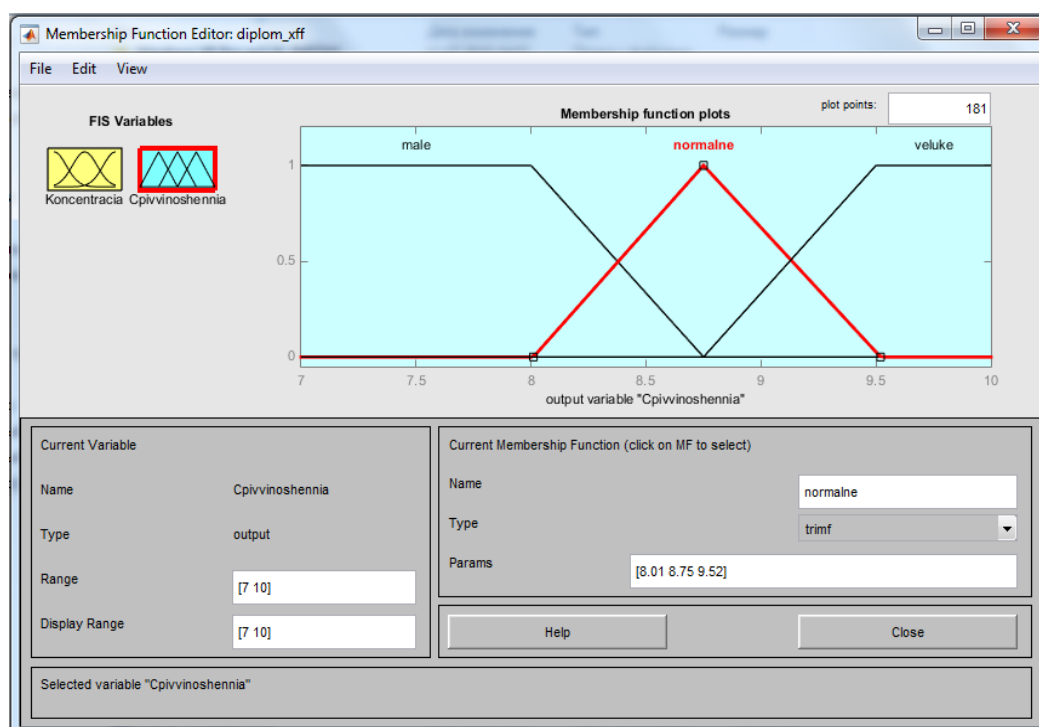 Membership Function Editor: diplom_xff
File Edit View
FIS Variables
Koncentracia Cpivvinoshennia
Membership function plots
plot points: 181
male normalne veluke
1
0.5
0
7 7.5 8 8.5 9 9.5 10
output variable "Cpivvinoshennia"
Current Variable
Name Cpivvinoshennia
Type output
Range [7 10]
Display Range [7 10]
Current Membership Function (click on MF to select)
Name normalne
Type trimf
Params [8.01 8.75 9.52]
Help Close
Selected variable "Cpivvinoshennia"